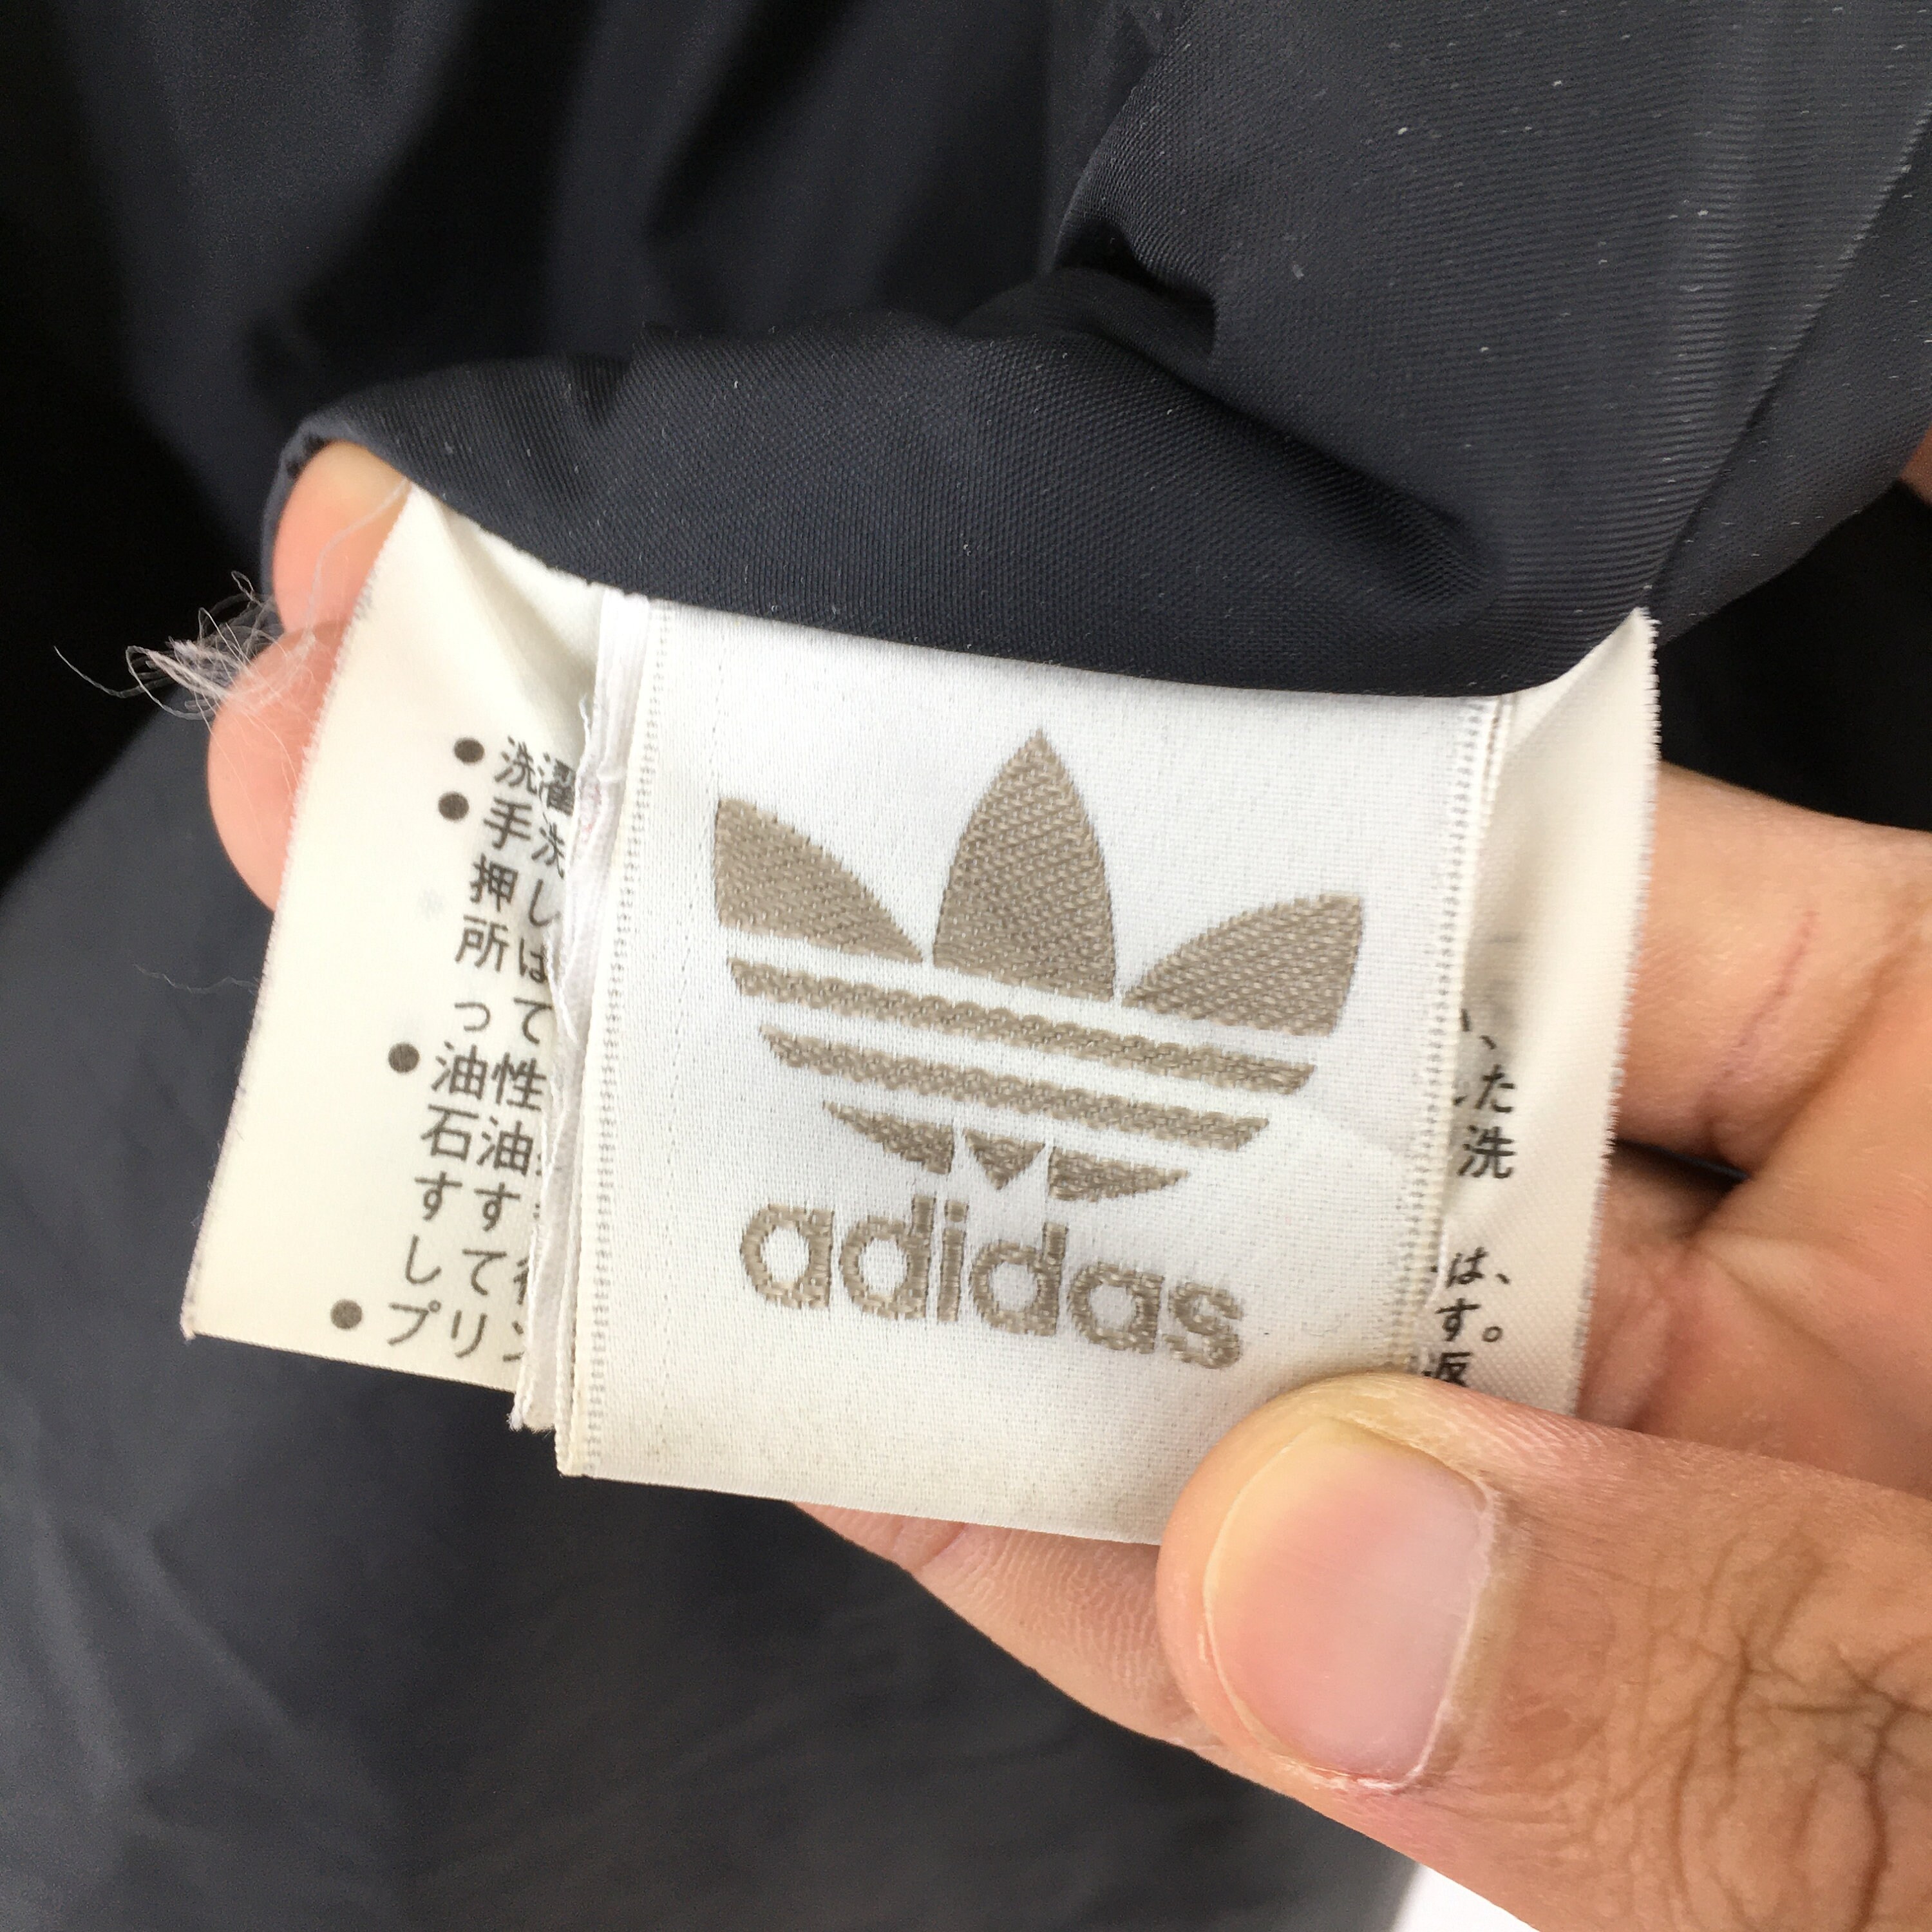 ● 洗濯
● 手洗
押し
所は
って
● 油性
石油
すす
して
● プリン
adidas
、
た
洗
は、
す。
返